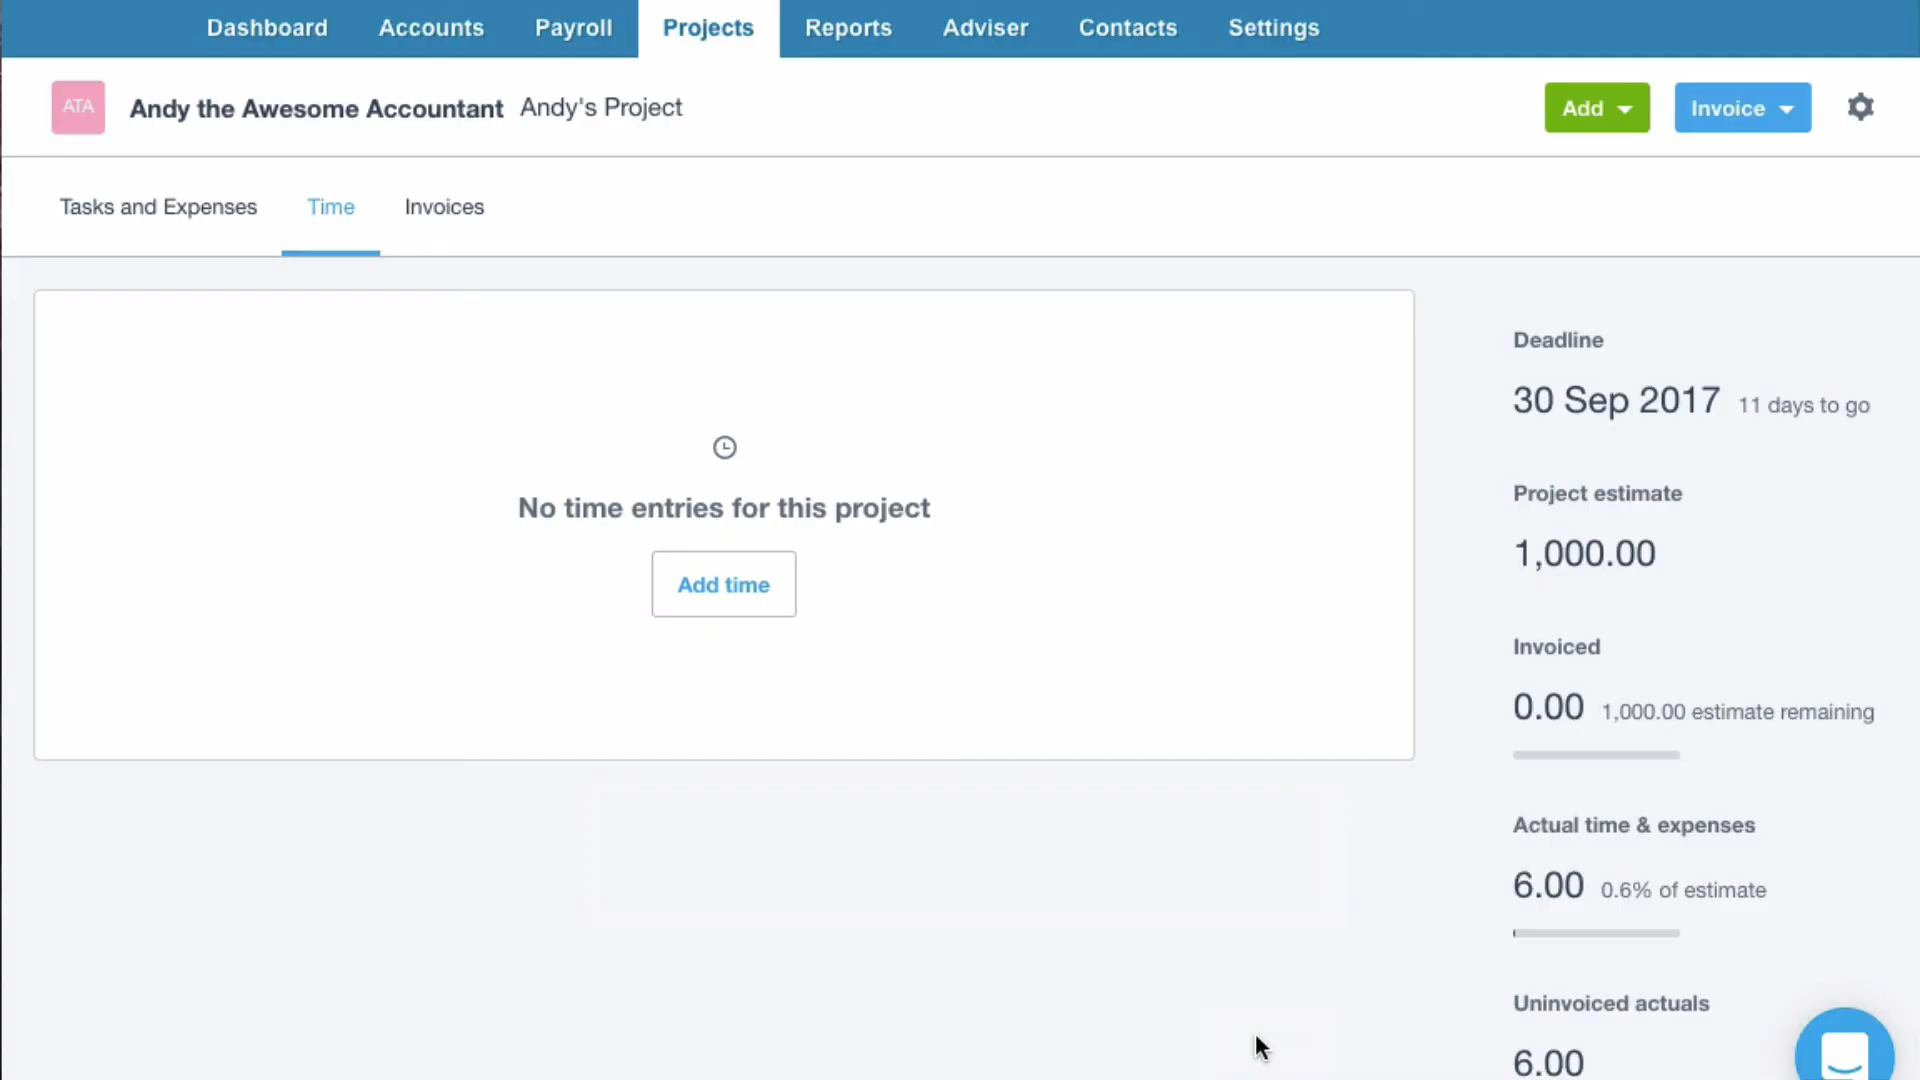 Dashboard Accounts Payroll Projects Reports Adviser Contacts Settings
ATA Andy the Awesome Accountant Andy's Project Add Invoice
Tasks and Expenses Time Invoices
Deadline
30 Sep 2017 11 days to go
No time entries for this project
Add time
Project estimate
1,000.00
Invoiced
0.00 1,000.00 estimate remaining
Actual time & expenses
6.00 0.6% of estimate
Uninvoiced actuals
6.00